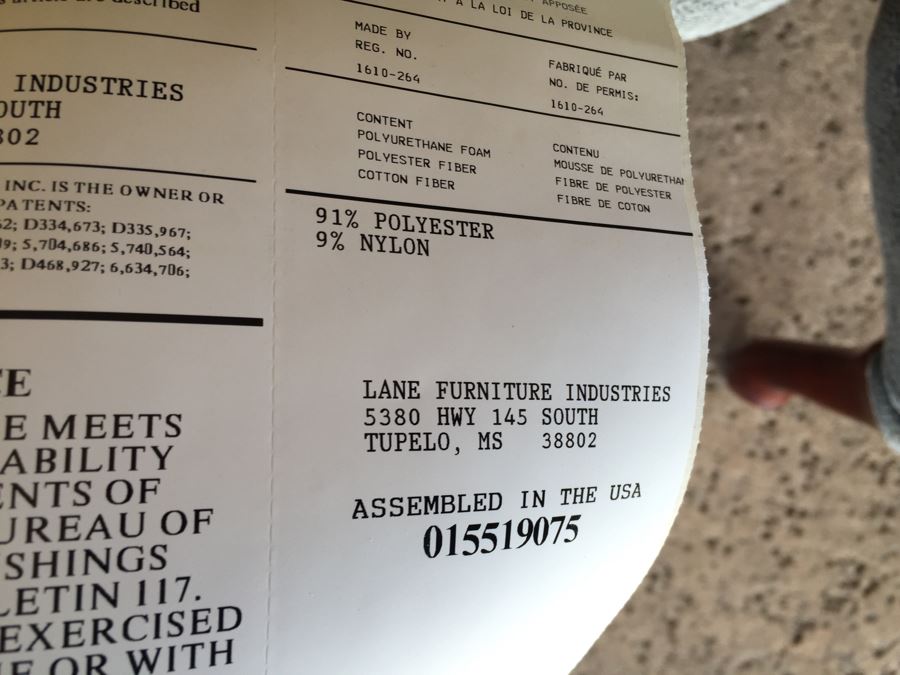 article are described
INDUSTRIES
OUTH
802
INC. IS THE OWNER OR
PATENTS:
D334,673; D335,967;
5,704,686; 5,740,564;
D468,927; 6,634,706;
CE
E MEETS
ABILITY
ENTS OF
UREAU OF
SHINGS
LETIN 117.
EXERCISED
OR WITH
APPOSÉE
A LA LOI DE LA PROVINCE
MADE BY
REG. NO.
1610-264
FABRIQUÉ PAR
NO. DE PERMIS:
1610-264
CONTENT
POLYURETHANE FOAM
POLYESTER FIBER
COTTON FIBER
CONTENU
MOUSSE DE POLYURETHAN
FIBRE DE POLYESTER
FIBRE DE COTON
91% POLYESTER
9% NYLON
LANE FURNITURE INDUSTRIES
5380 HWY 145 SOUTH
TUPELO, MS 38802
ASSEMBLED IN THE USA
015519075